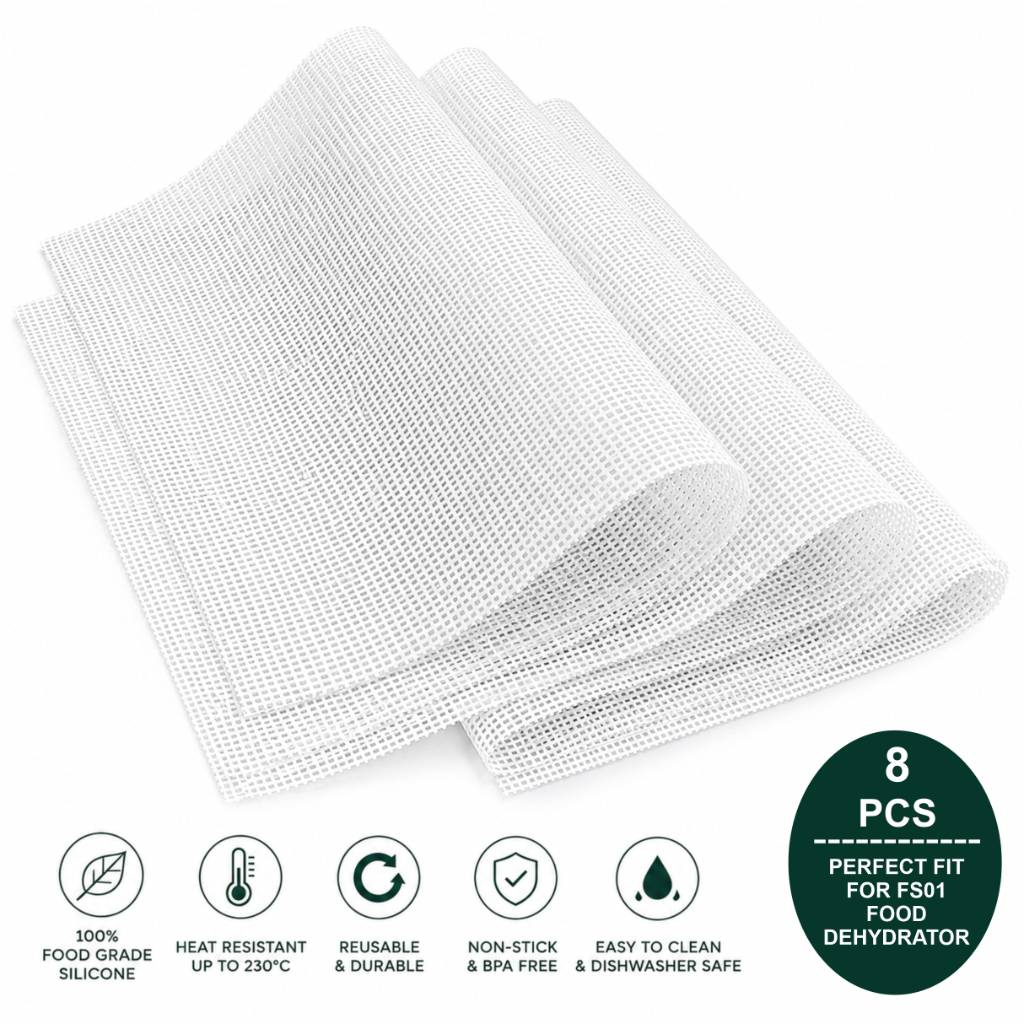 8
PCS
PERFECT FIT
FOR FS01
FOOD
DEHYDRATOR
100%
FOOD GRADE
SILICONE
HEAT RESISTANT
UP TO 230°C
REUSABLE
& DURABLE
NON-STICK
& BPA FREE
EASY TO CLEAN
& DISHWASHER SAFE